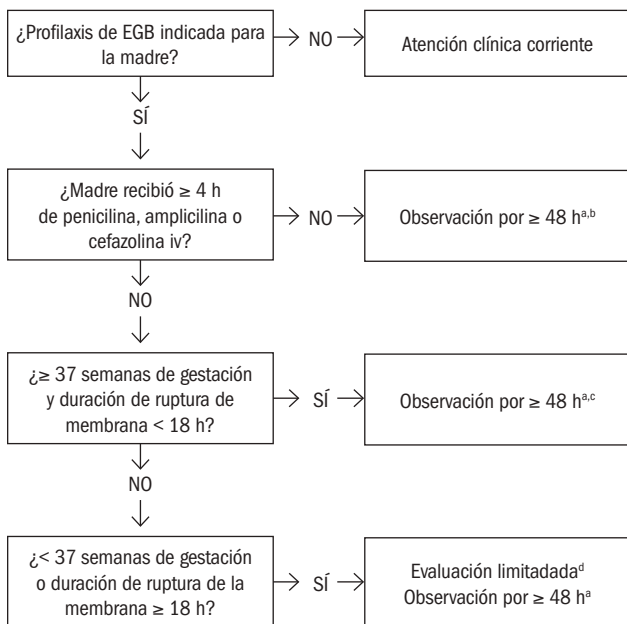 ¿Profilaxis de EGB indicada para
la madre?
NO
Atención clínica corriente
SÍ
¿Madre recibió ≥ 4 h
de penicilina, amplicilina o
cefazolina iv?
NO
Observación por ≥ 48 hᵃ,ᵇ
NO
¿≥ 37 semanas de gestación
y duración de ruptura de
membrana < 18 h?
SÍ
Observación por ≥ 48 hᵃ,ᶜ
NO
¿< 37 semanas de gestación
o duración de ruptura de la
membrana ≥ 18 h?
SÍ
Evaluación limitadadaᵈ
Observación por ≥ 48 hᵃ